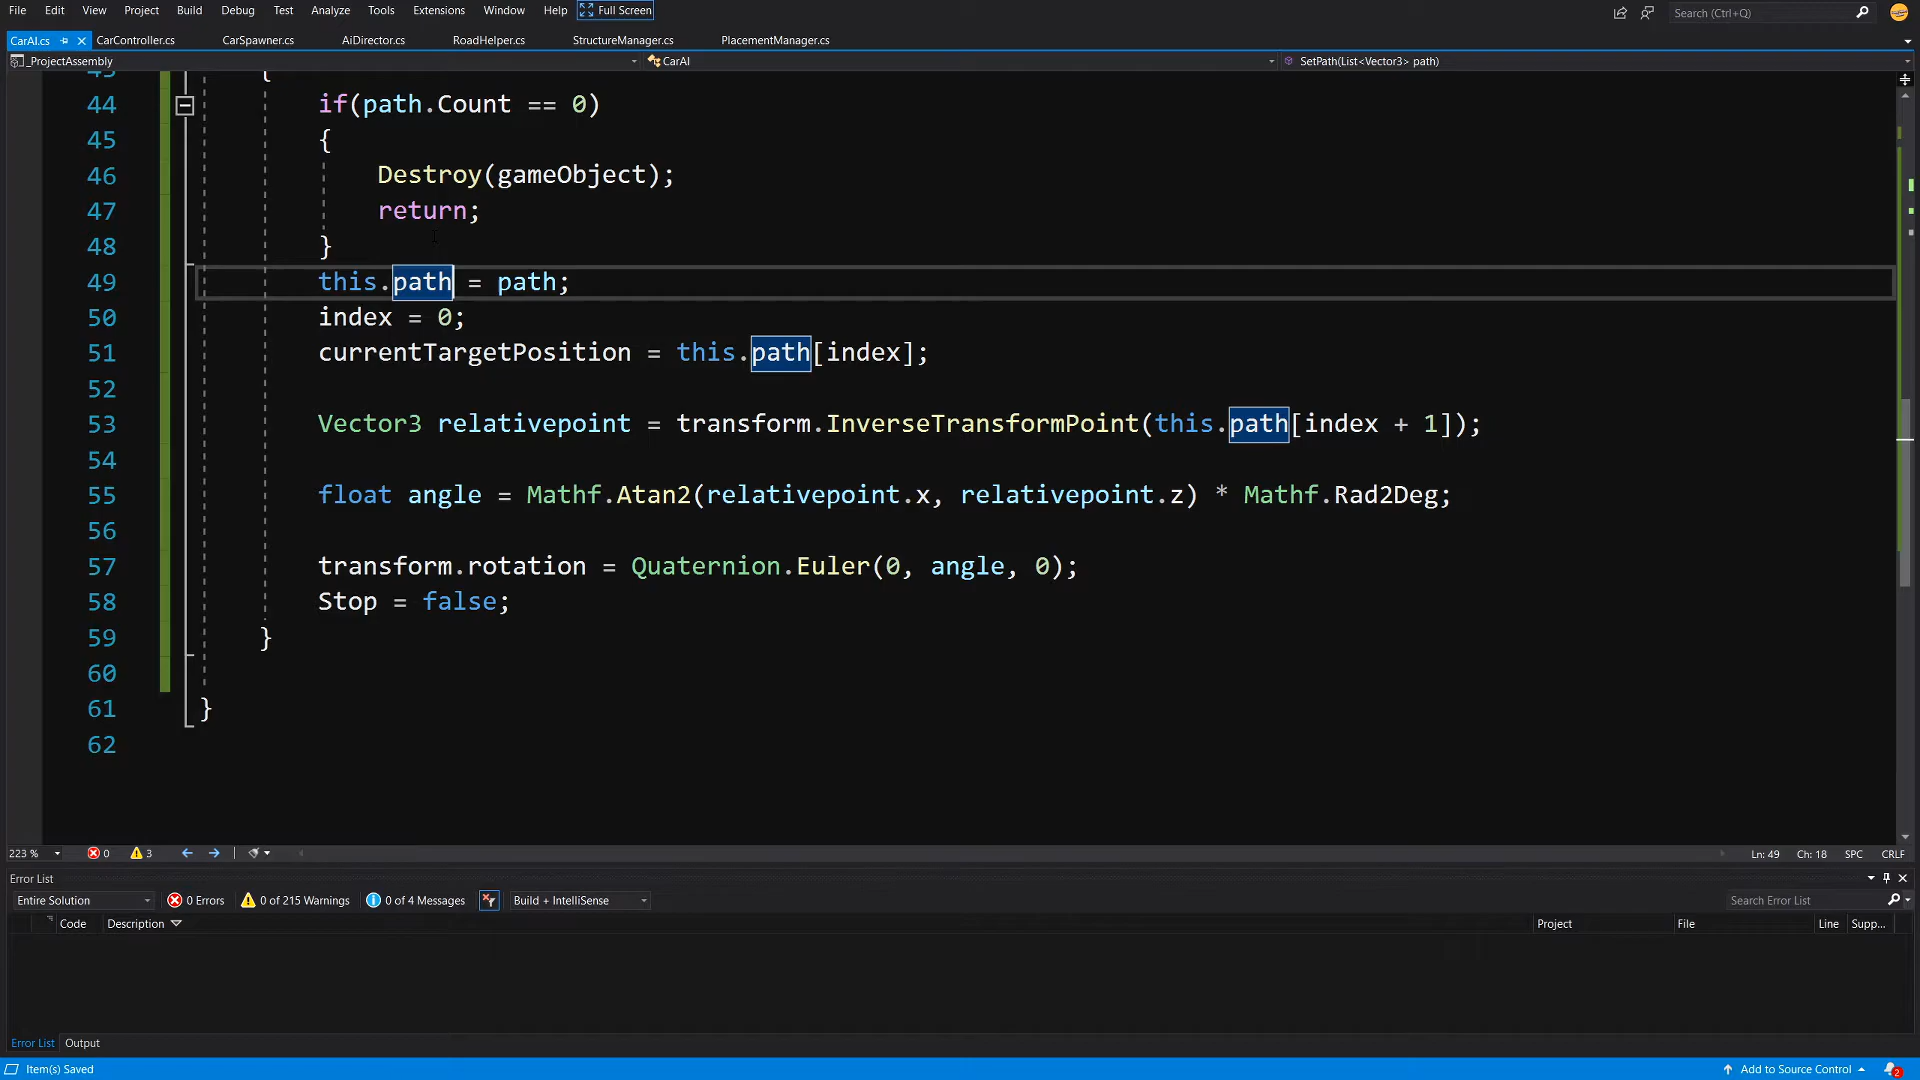 File Edit View Project Build Debug Test Analyze Tools Extensions Window Help Full Screen Search (Ctrl+Q)
CarAI.cs CarController.cs CarSpawner.cs AiDirector.cs RoadHelper.cs StructureManager.cs PlacementManager.cs
_ProjectAssembly CarAI SetPath(List<Vector3> path)
43 {
44 if(path.Count == 0)
45 {
46 Destroy(gameObject);
47 return;
48 }
49 this.path = path;
50 index = 0;
51 currentTargetPosition = this.path[index];
52
53 Vector3 relativepoint = transform.InverseTransformPoint(this.path[index + 1]);
54
55 float angle = Mathf.Atan2(relativepoint.x, relativepoint.z) * Mathf.Rad2Deg;
56
57 transform.rotation = Quaternion.Euler(0, angle, 0);
58 Stop = false;
59 }
60
61 }
62
223 % 0 3 Ln: 49 Ch: 18 SPC CRLF
Error List
Entire Solution 0 Errors 0 of 215 Warnings 0 of 4 Messages Build + IntelliSense Search Error List
Code Description Project File Line Supp...
Error List Output
Item(s) Saved Add to Source Control 2